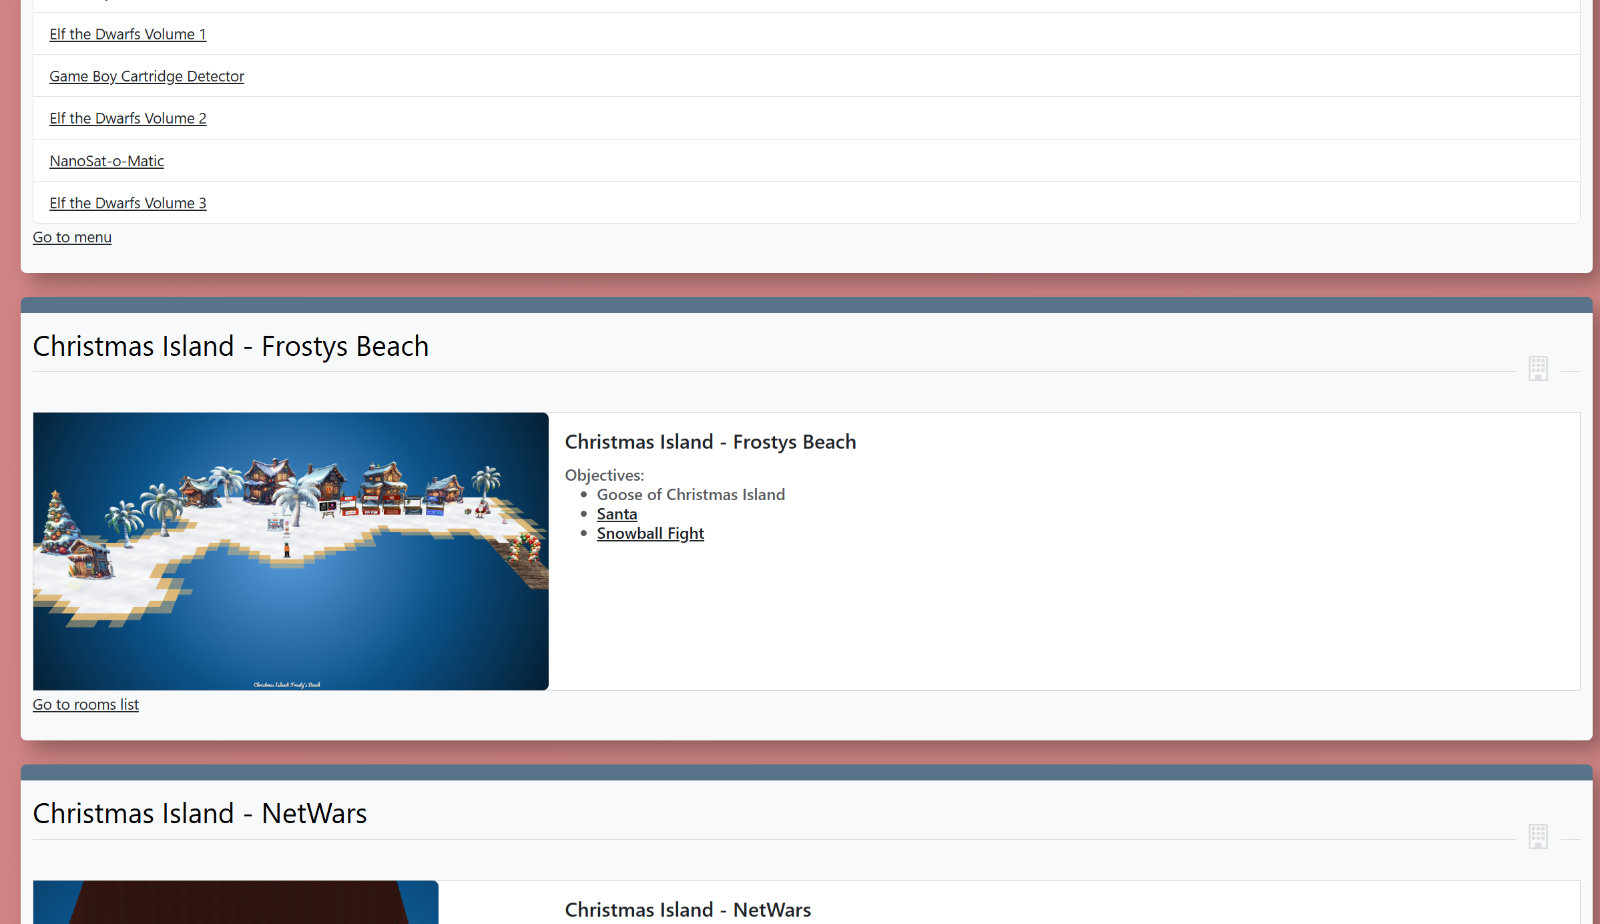 Elf the Dwarfs Volume 1
Game Boy Cartridge Detector
Elf the Dwarfs Volume 2
NanoSat-o-Matic
Elf the Dwarfs Volume 3
Go to menu
Christmas Island - Frostys Beach
Christmas Island - Frostys Beach
Objectives:
Goose of Christmas Island
Santa
Snowball Fight
Christmas Island Frosty's Beach
Go to rooms list
Christmas Island - NetWars
Christmas Island - NetWars